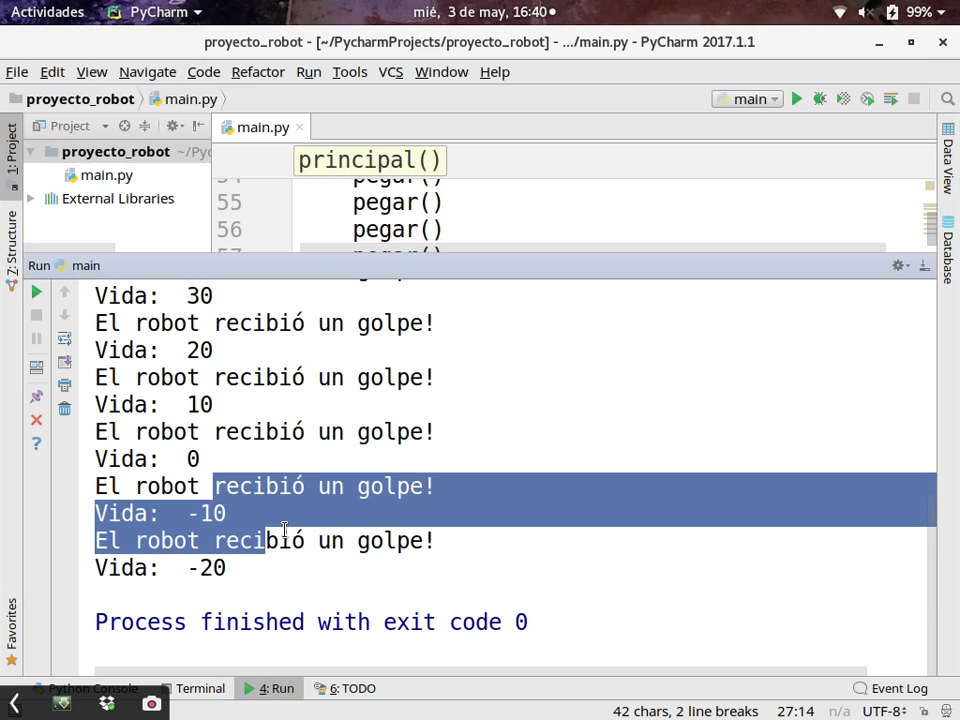 Actividades PyCharm mié, 3 de may, 16:40 99%
proyecto_robot - [~/PycharmProjects/proyecto_robot] - .../main.py - PyCharm 2017.1.1
File Edit View Navigate Code Refactor Run Tools VCS Window Help
proyecto_robot main.py main
Project main.py
principal()
proyecto_robot ~/Pyc
main.py
External Libraries
pegar()
55 pegar()
56 pegar()
57 pegar()
1: Project
Z: Structure
Favorites
Data View
Database
Run main
Vida: 30
El robot recibió un golpe!
Vida: 20
El robot recibió un golpe!
Vida: 10
El robot recibió un golpe!
Vida: 0
El robot recibió un golpe!
Vida: -10
El robot recibió un golpe!
Vida: -20
Process finished with exit code 0
Python Console Terminal 4: Run 6: TODO Event Log
42 chars, 2 line breaks 27:14 n/a UTF-8